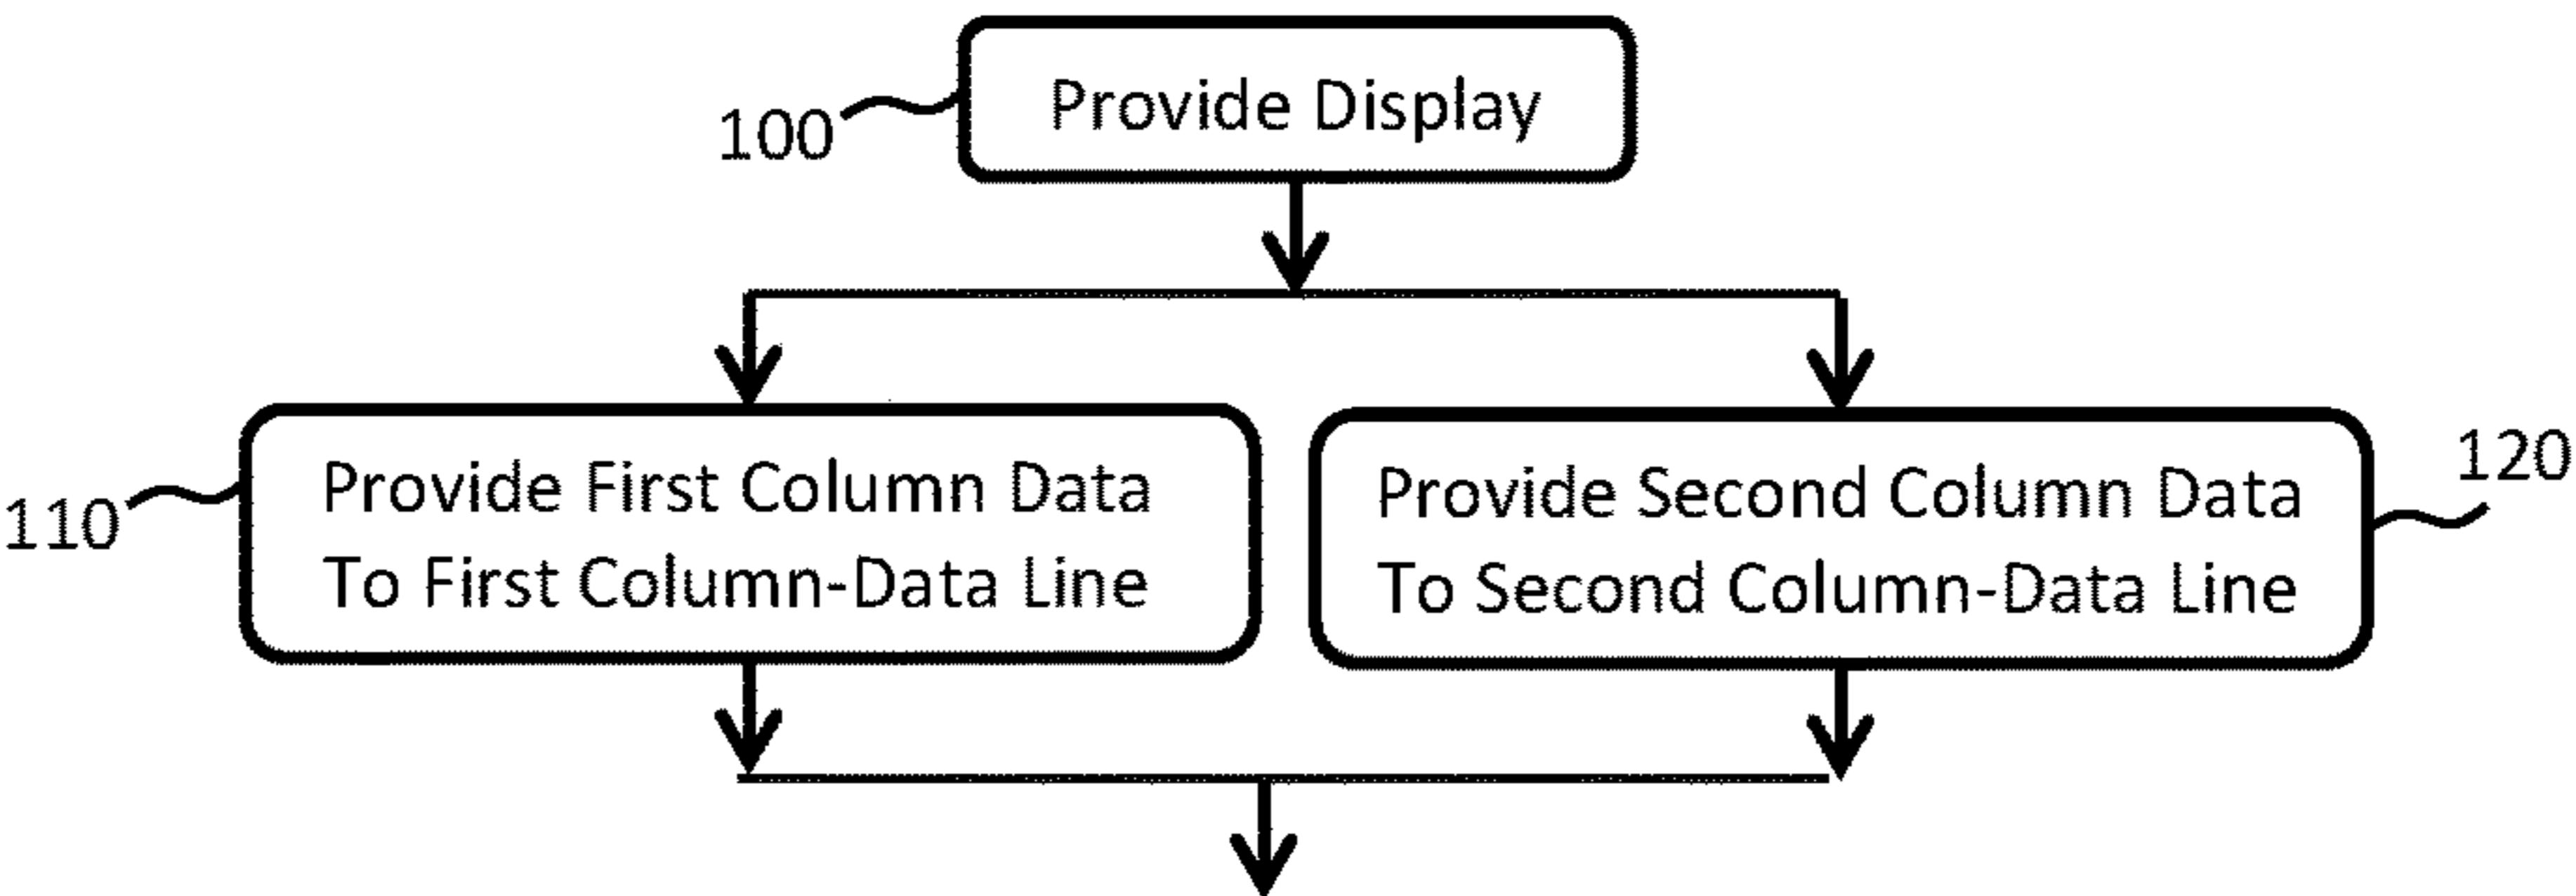 Provide Display
100
Provide First Column Data
To First Column-Data Line
110
Provide Second Column Data
To Second Column-Data Line
120